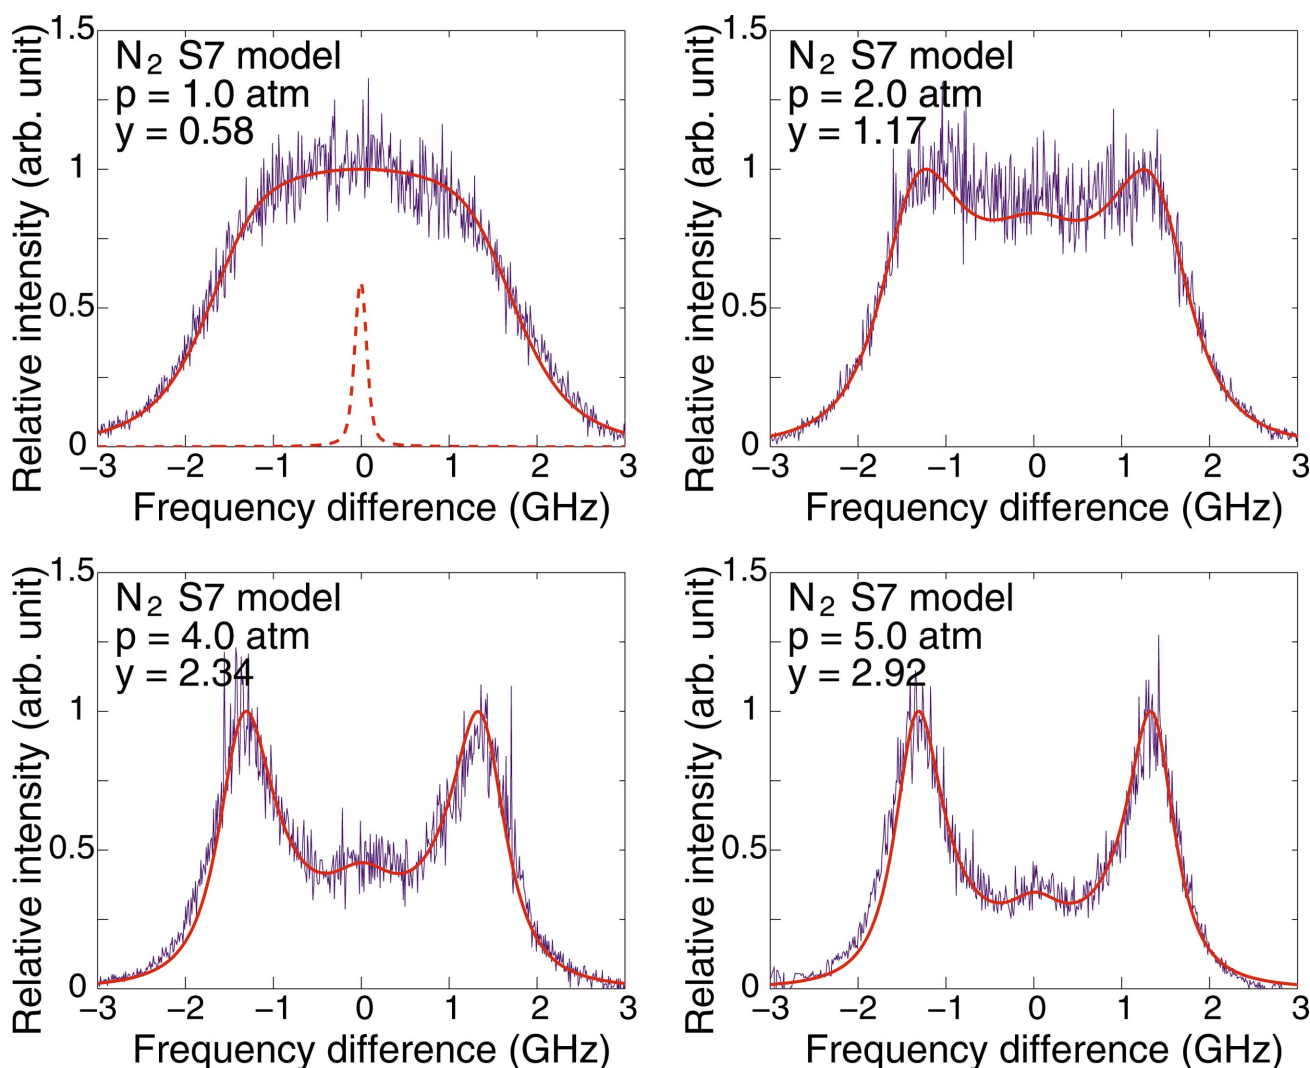 1.5
N2 S7 model
p = 1.0 atm
y = 0.58
1
0.5
0
−3 −2 −1 0 1 2 3
Relative intensity (arb. unit)
Frequency difference (GHz)
1.5
N2 S7 model
p = 2.0 atm
y = 1.17
1
0.5
0
−3 −2 −1 0 1 2 3
Relative intensity (arb. unit)
Frequency difference (GHz)
1.5
N2 S7 model
p = 4.0 atm
y = 2.34
1
0.5
0
−3 −2 −1 0 1 2 3
Relative intensity (arb. unit)
Frequency difference (GHz)
1.5
N2 S7 model
p = 5.0 atm
y = 2.92
1
0.5
0
−3 −2 −1 0 1 2 3
Relative intensity (arb. unit)
Frequency difference (GHz)